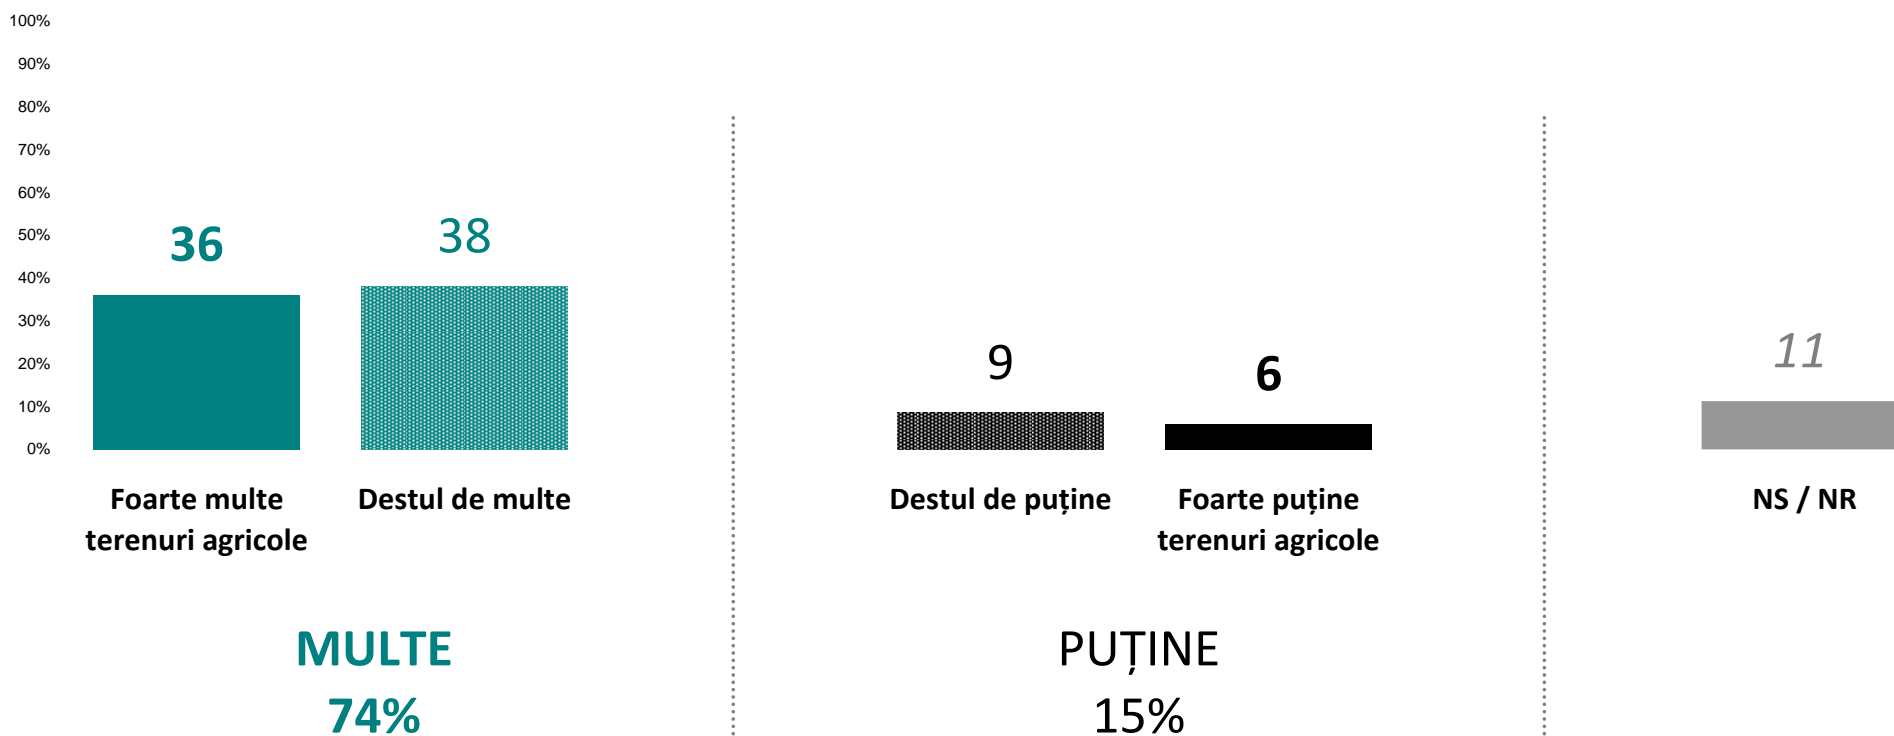 100%
90%
80%
70%
60%
50%
40%
30%
20%
10%
0%
36
38
9
6
11
Foarte multe
terenuri agricole
Destul de multe
Destul de puține
Foarte puține
terenuri agricole
NS / NR
MULTE
74%
PUȚINE
15%